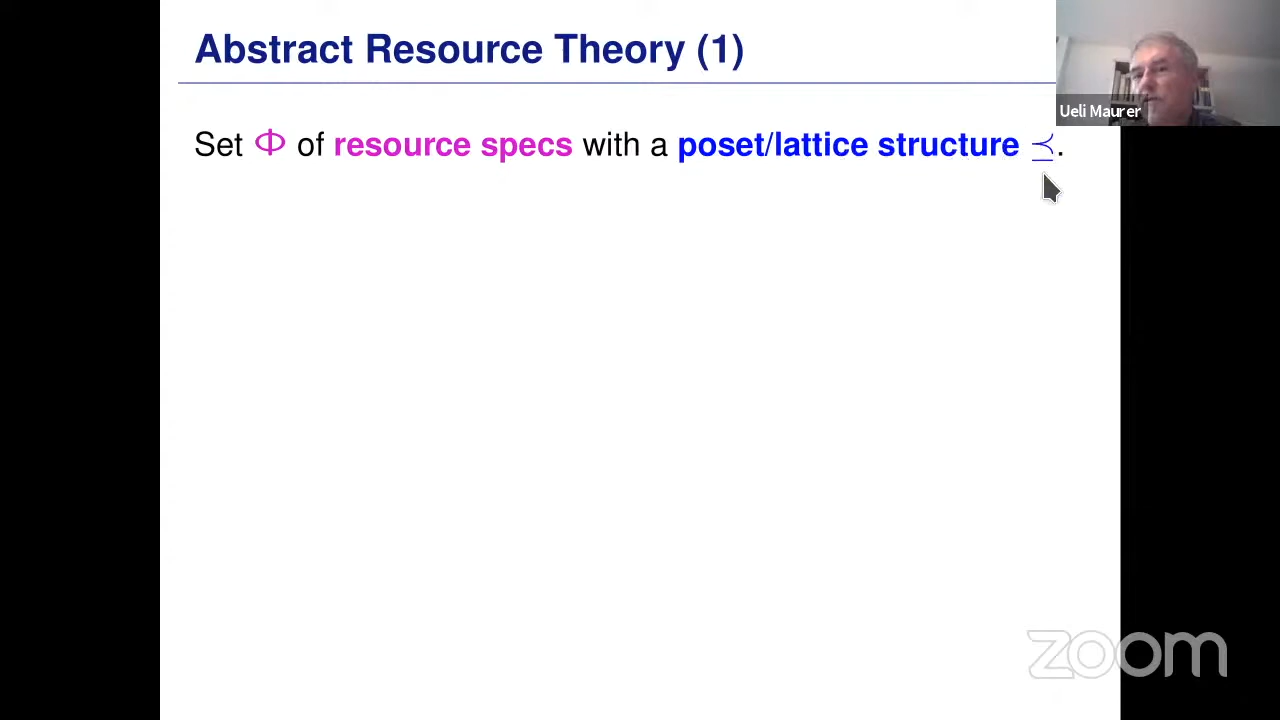 Abstract Resource Theory (1)
Ueli Maurer
Set Φ of resource specs with a poset/lattice structure ⪯.
zoom